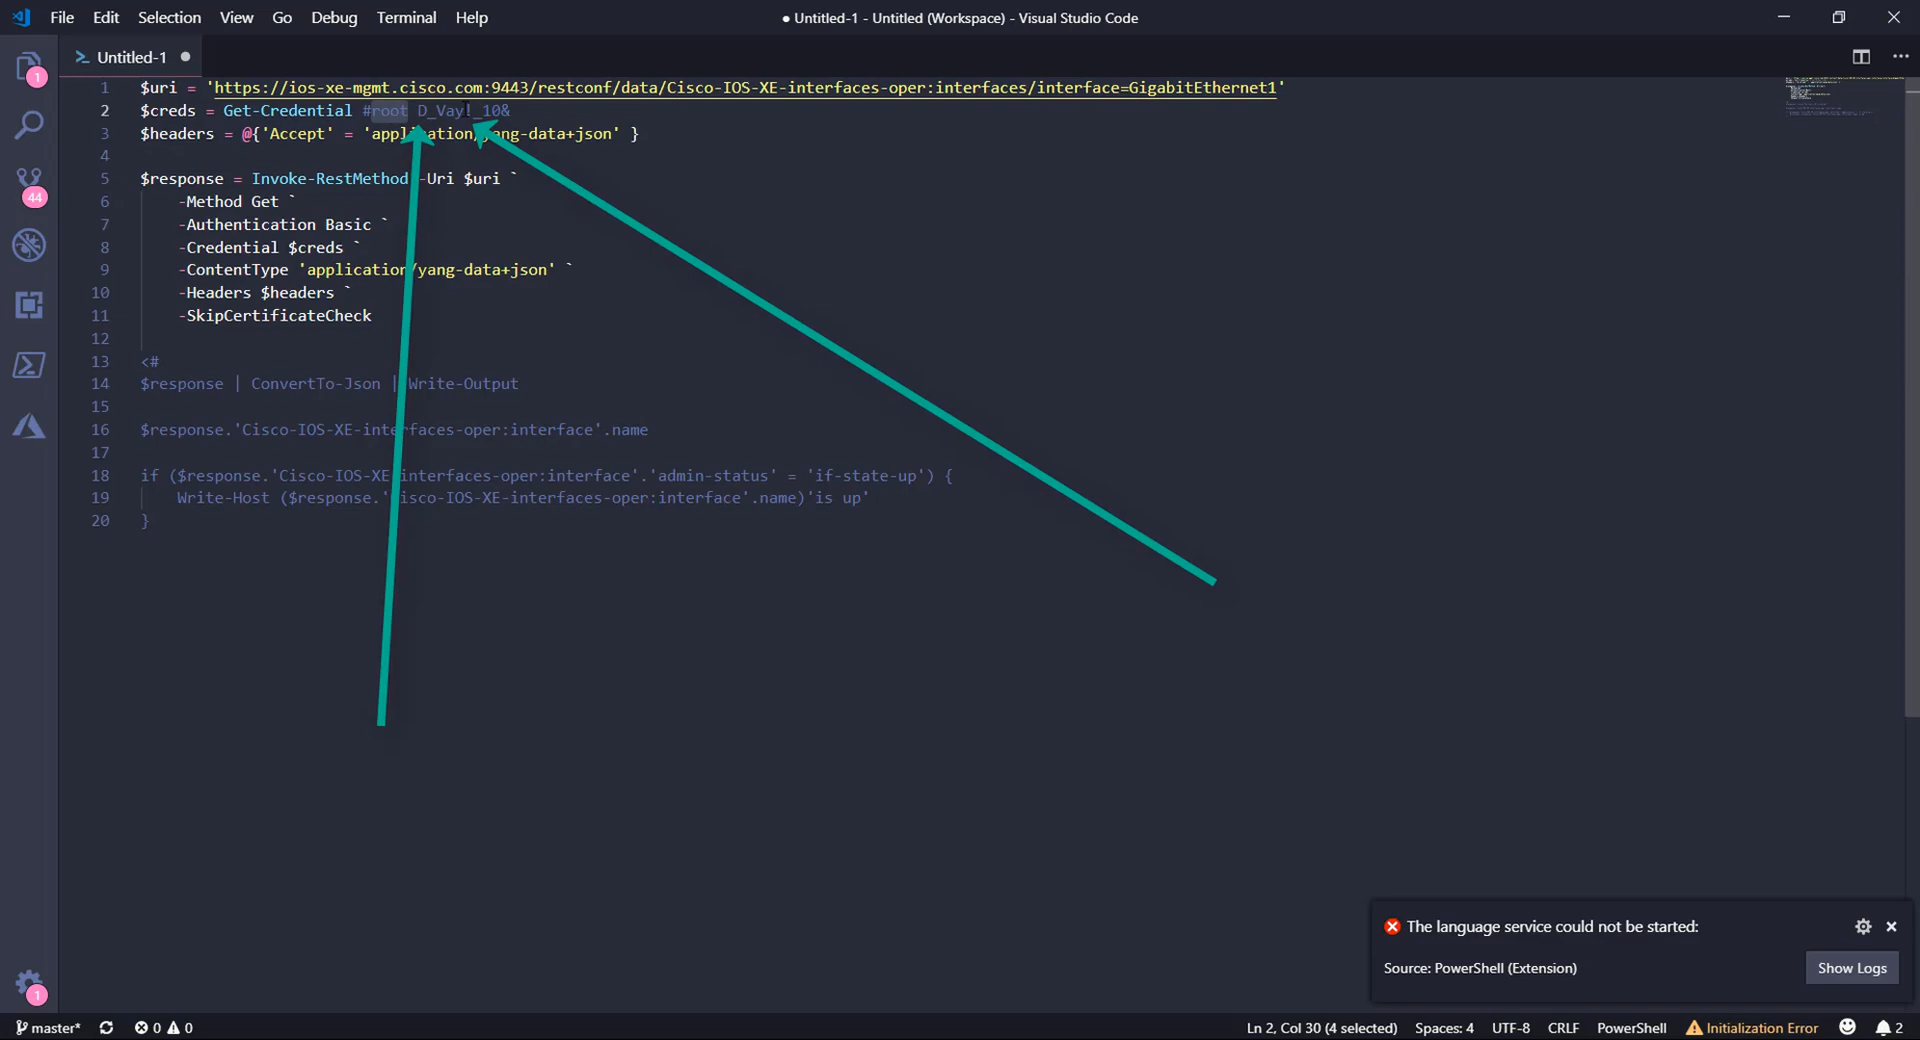 File Edit Selection View Go Debug Terminal Help
● Untitled-1 - Untitled (Workspace) - Visual Studio Code
Untitled-1 ●
1 $uri = 'https://ios-xe-mgmt.cisco.com:9443/restconf/data/Cisco-IOS-XE-interfaces-oper:interfaces/interface=GigabitEthernet1'
2 $creds = Get-Credential #root D_Vay!_10&
3 $headers = @{'Accept' = 'application/yang-data+json' }
4
5 $response = Invoke-RestMethod -Uri $uri `
6 -Method Get `
7 -Authentication Basic `
8 -Credential $creds `
9 -ContentType 'application/yang-data+json' `
10 -Headers $headers `
11 -SkipCertificateCheck
12
13 <#
14 $response | ConvertTo-Json | Write-Output
15
16 $response.'Cisco-IOS-XE-interfaces-oper:interface'.name
17
18 if ($response.'Cisco-IOS-XE-interfaces-oper:interface'.'admin-status' = 'if-state-up') {
19 Write-Host ($response.'Cisco-IOS-XE-interfaces-oper:interface'.name)'is up'
20 }
1
44
1
The language service could not be started:
Source: PowerShell (Extension)
Show Logs
master* 0 0
Ln 2, Col 30 (4 selected) Spaces: 4 UTF-8 CRLF PowerShell Initialization Error 2